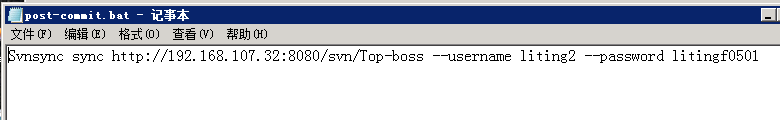 post-commit.bat - 记事本
文件(F) 编辑(E) 格式(O) 查看(V) 帮助(H)
Svnsync sync http://192.168.107.32:8080/svn/Top-boss --username liting2 --password litingf0501